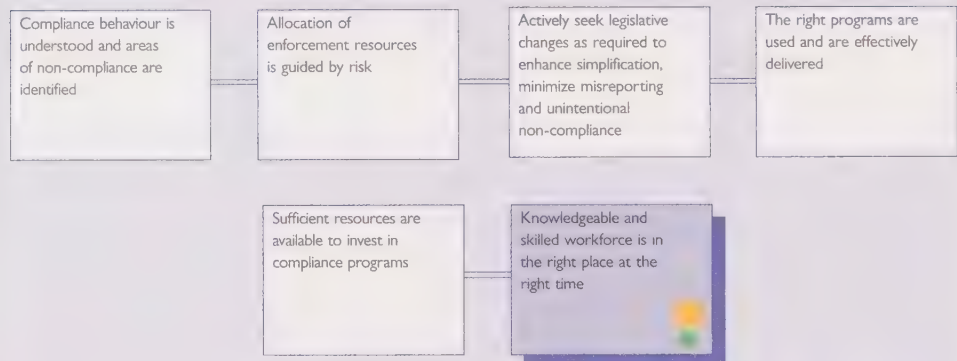 Compliance behaviour is
understood and areas
of non-compliance are
identified
Allocation of
enforcement resources
is guided by risk
Actively seek legislative
changes as required to
enhance simplification,
minimize misreporting
and unintentional
non-compliance
The right programs are
used and are effectively
delivered
Sufficient resources are
available to invest in
compliance programs
Knowledgeable and
skilled workforce is in
the right place at the
right time